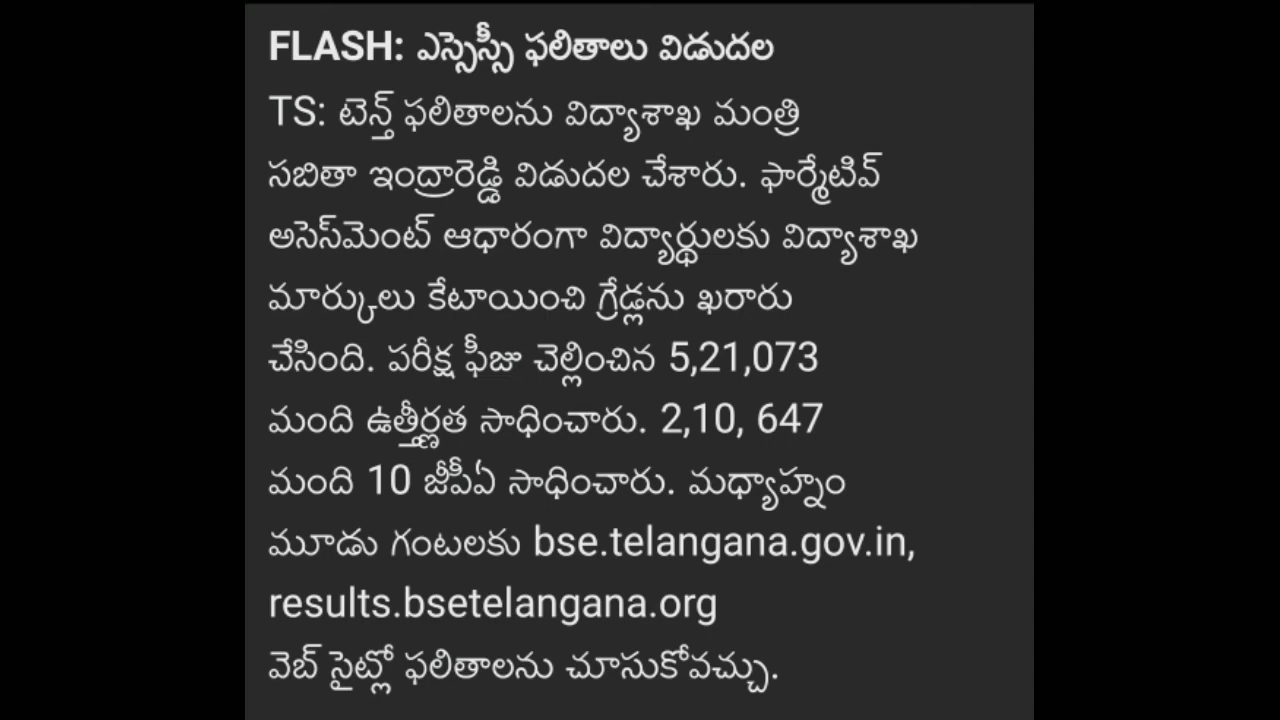 FLASH: ఎస్సెస్సీ ఫలితాలు విడుదల
TS: టెన్త్ ఫలితాలను విద్యాశాఖ మంత్రి
సబితా ఇంద్రారెడ్డి విడుదల చేశారు. ఫార్మేటివ్
అసెస్‌మెంట్ ఆధారంగా విద్యార్థులకు విద్యాశాఖ
మార్కులు కేటాయించి గ్రేడ్లను ఖరారు
చేసింది. పరీక్ష ఫీజు చెల్లించిన 5,21,073
మంది ఉత్తీర్ణత సాధించారు. 2,10, 647
మంది 10 జీపీఏ సాధించారు. మధ్యాహ్నం
మూడు గంటలకు bse.telangana.gov.in,
results.bsetelangana.org
వెబ్ సైట్లో ఫలితాలను చూసుకోవచ్చు.